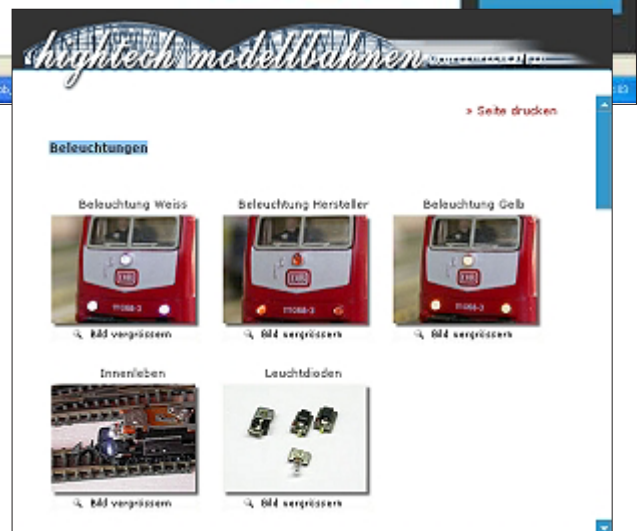 hightech modellbahnen
» Seite drucken
Beleuchtungen
Beleuchtung Weiss
Beleuchtung Hersteller
Beleuchtung Gelb
Bild vergrössern
Bild vergrössern
Bild vergrössern
Innenleben
Leuchtdioden
Bild vergrössern
Bild vergrössern